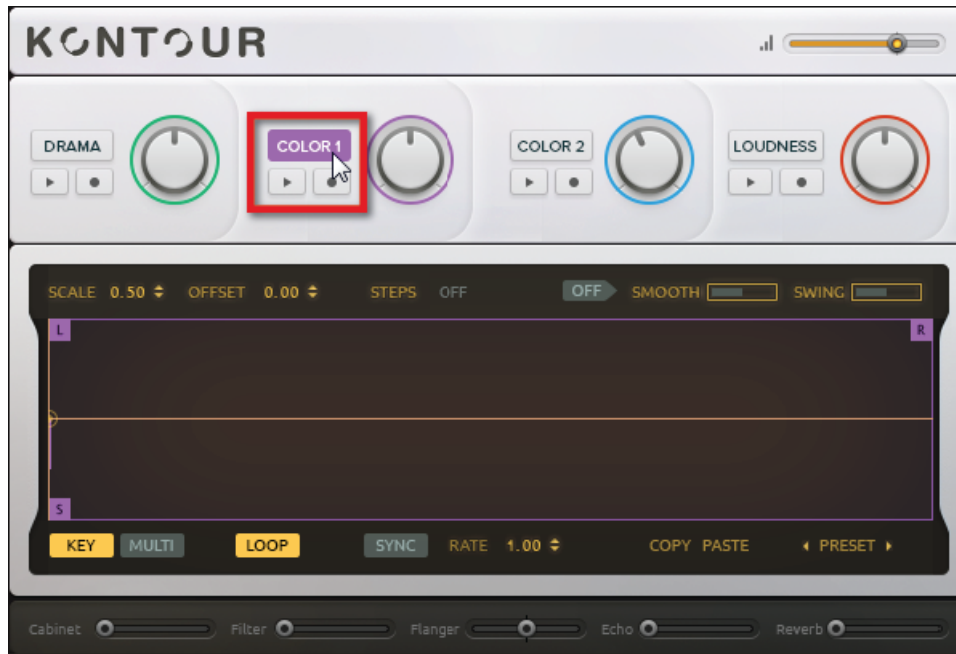 KONTOUR
DRAMA
COLOR 1
COLOR 2
LOUDNESS
SCALE 0.50 OFFSET 0.00 STEPS OFF OFF SMOOTH SWING
L R
S
KEY MULTI LOOP SYNC RATE 1.00 COPY PASTE PRESET
Cabinet Filter Flanger Echo Reverb